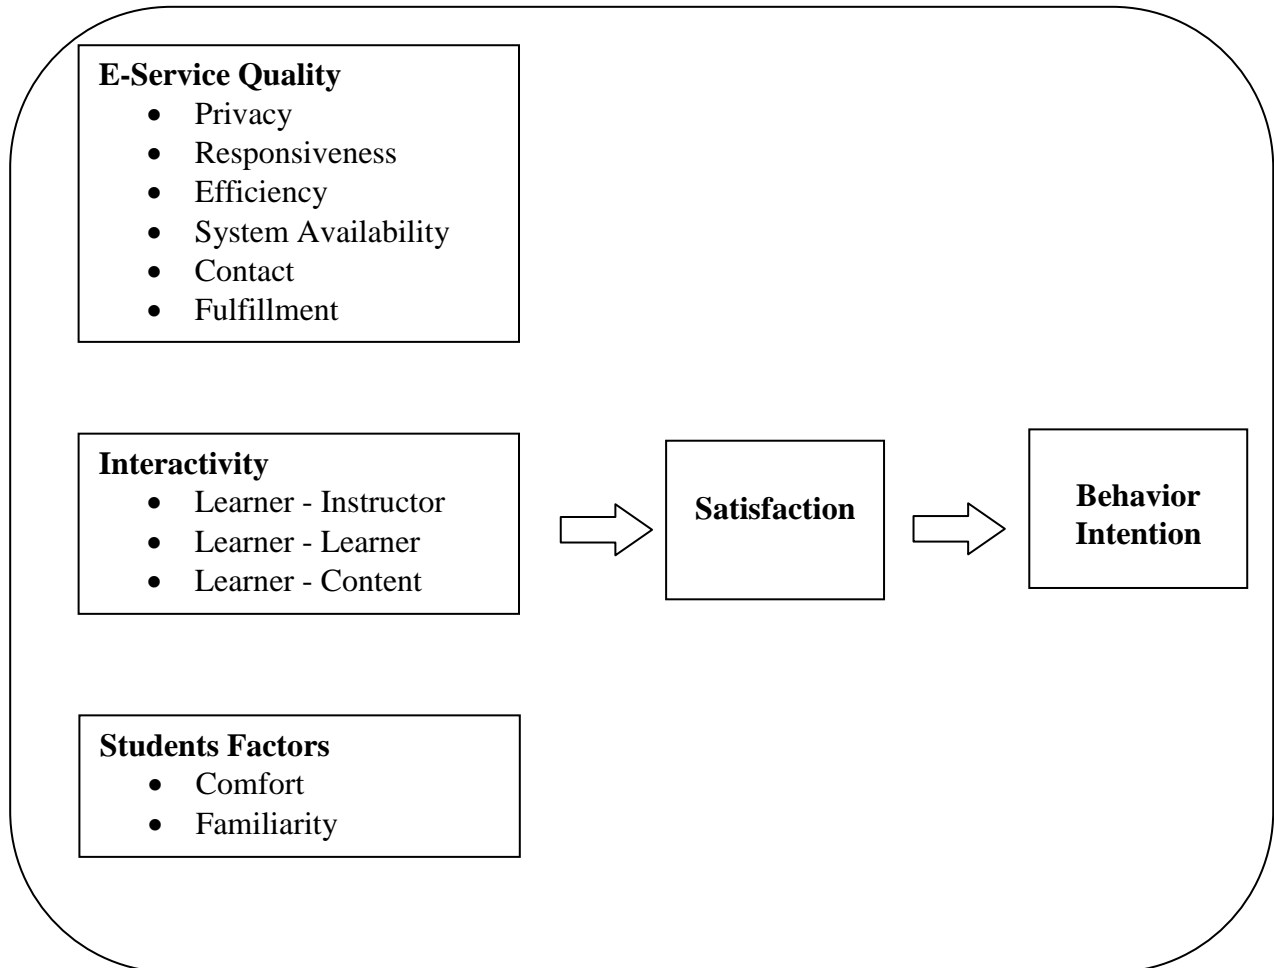 E-Service Quality
• Privacy
• Responsiveness
• Efficiency
• System Availability
• Contact
• Fulfillment
Interactivity
• Learner - Instructor
• Learner - Learner
• Learner - Content
Satisfaction
Behavior
Intention
Students Factors
• Comfort
• Familiarity